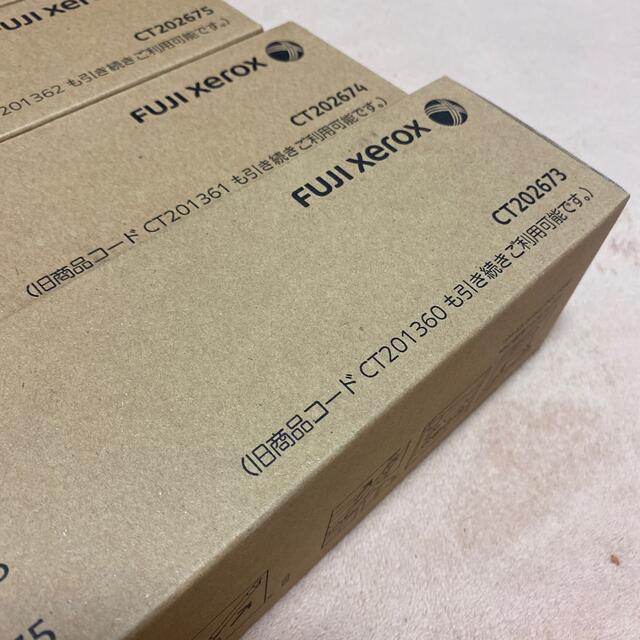 FUJI xerox
CT202675
201362 も引き続きご利用可能です。)
FUJI xerox
CT202674
(旧商品コード CT201361 も引き続きご利用可能です。)
FUJI xerox
CT202673
(旧商品コード CT201360 も引き続きご利用可能です。)